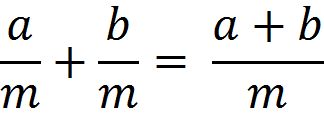 a/m + b/m = (a + b)/m